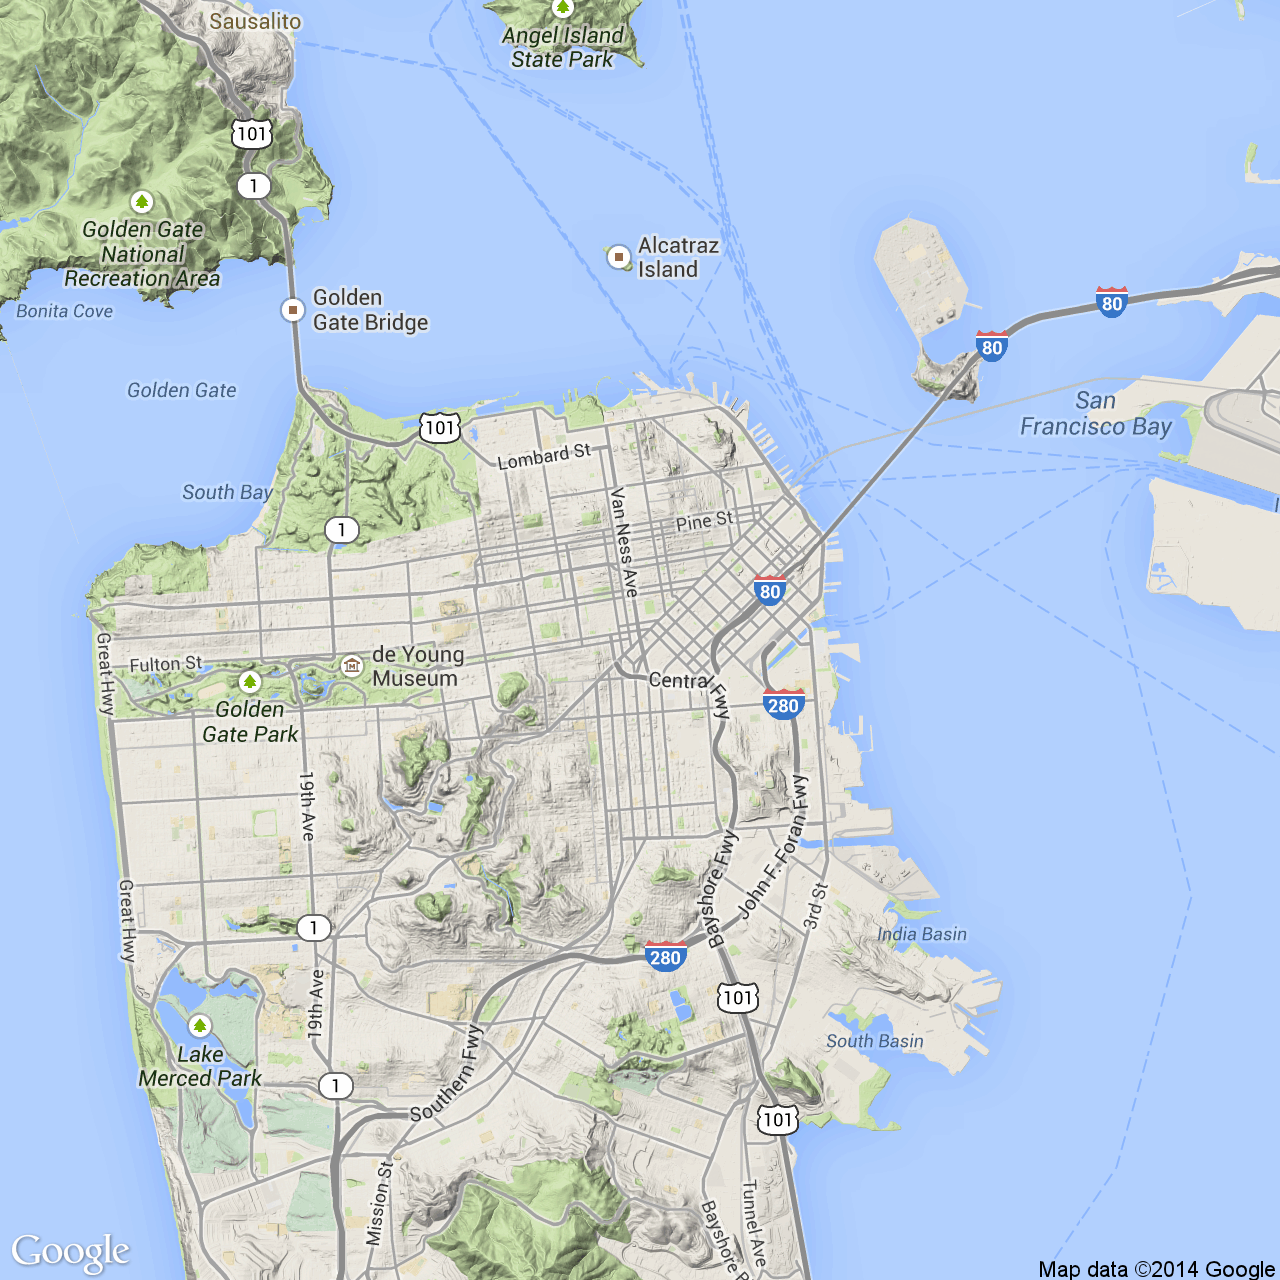 Sausalito
Angel Island
State Park
101
1
Golden Gate
National
Recreation Area
Alcatraz
Island
Bonita Cove
Golden
Gate Bridge
80
80
Golden Gate
San
Francisco Bay
101
Lombard St
South Bay
Van Ness Ave
Pine St
1
80
Great Hwy
Fulton St
de Young
Museum
Central Fwy
Golden
Gate Park
280
19th Ave
John F. Foran Fwy
Bayshore Fwy
Great Hwy
3rd St
1
India Basin
280
19th Ave
101
Lake
Merced Park
South Basin
Southern Fwy
1
101
Mission St
Tunnel Ave
Bayshore
Google
Map data ©2014 Google